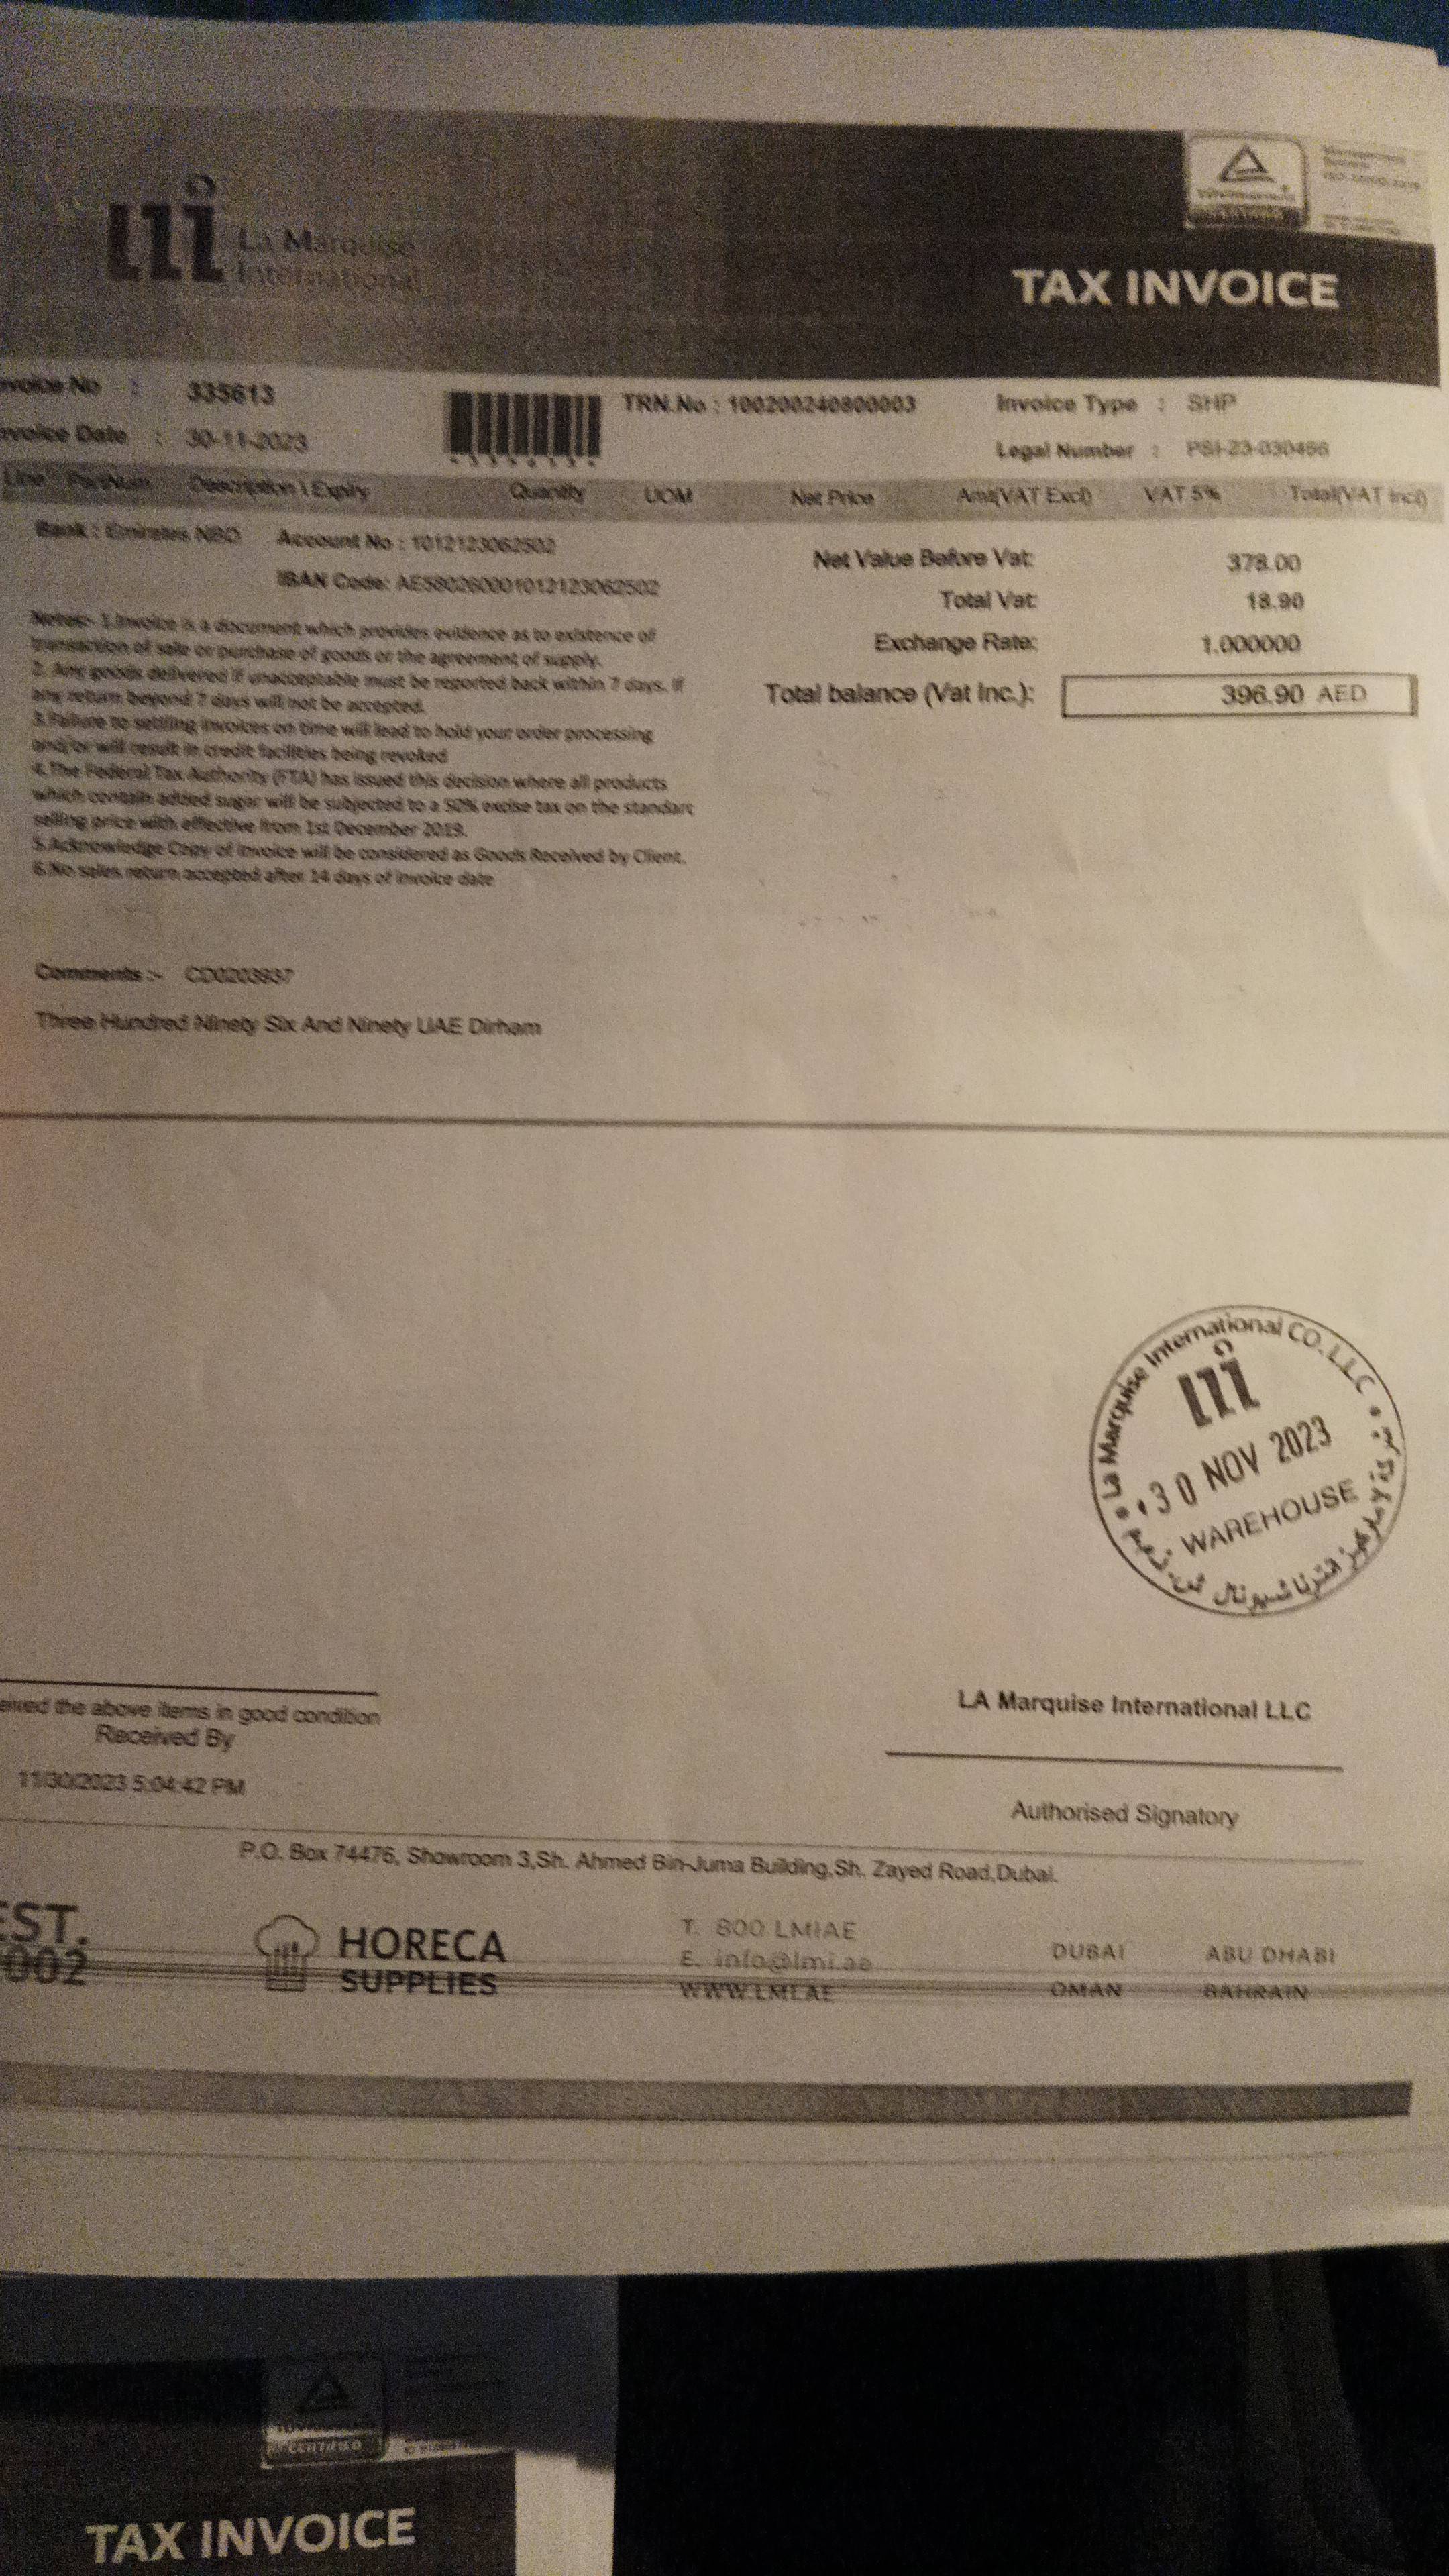 La Marquise
International
TAX INVOICE
nvoice No : 335613
TRN.No : 100200240800003
Invoice Type : SHP
nvoice Date : 30-11-2023
Legal Number : PSI-23-030456
Line PartNum Description \ Expiry Quantity UOM Net Price Amt(VAT Excl) VAT 5% Total(VAT Incl)
Bank : Emirates NBD Account No : 1012123062502
IBAN Code: AE580260001012123062502
Net Value Before Vat: 378.00
Total Vat: 18.90
Exchange Rate: 1.000000
Total balance (Vat Inc.): 396.90 AED
Notes:- 1.Invoice is a document which provides evidence as to existence of
transaction of sale or purchase of goods or the agreement of supply.
2. Any goods delivered if unacceptable must be reported back within 7 days. If
any return beyond 7 days will not be accepted.
3.Failure to settling invoices on time will lead to hold your order processing
and/or will result in credit facilities being revoked
4.The Federal Tax Authority (FTA) has issued this decision where all products
which contain added sugar will be subjected to a 50% excise tax on the standarc
selling price with effective from 1st December 2019.
5.Acknowledge Copy of Invoice will be considered as Goods Received by Client.
6.No sales return accepted after 14 days of invoice date
Comments :- CD0203937
Three Hundred Ninety Six And Ninety UAE Dirham
La Marquise International CO. LLC
30 NOV 2023
WAREHOUSE
eived the above items in good condition
Received By
11/30/2023 5:04:42 PM
LA Marquise International LLC
Authorised Signatory
P.O. Box 74476, Showroom 3,Sh. Ahmed Bin-Juma Building,Sh. Zayed Road,Dubai.
EST.
002
HORECA
SUPPLIES
T. 800 LMIAE
E. info@lmi.ae
WWW.LMI.AE
DUBAI ABU DHABI
OMAN BAHRAIN
CERTIFIED
TAX INVOICE